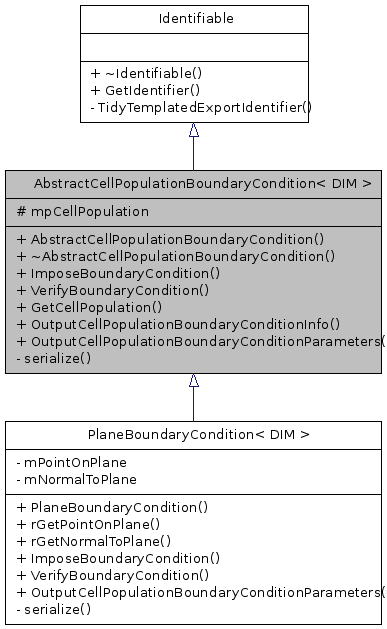 Identifiable
+ ~Identifiable()
+ GetIdentifier()
- TidyTemplatedExportIdentifier()
AbstractCellPopulationBoundaryCondition< DIM >
# mpCellPopulation
+ AbstractCellPopulationBoundaryCondition()
+ ~AbstractCellPopulationBoundaryCondition()
+ ImposeBoundaryCondition()
+ VerifyBoundaryCondition()
+ GetCellPopulation()
+ OutputCellPopulationBoundaryConditionInfo()
+ OutputCellPopulationBoundaryConditionParameters(
- serialize()
PlaneBoundaryCondition< DIM >
- mPointOnPlane
- mNormalToPlane
+ PlaneBoundaryCondition()
+ rGetPointOnPlane()
+ rGetNormalToPlane()
+ ImposeBoundaryCondition()
+ VerifyBoundaryCondition()
+ OutputCellPopulationBoundaryConditionParameters(
- serialize()